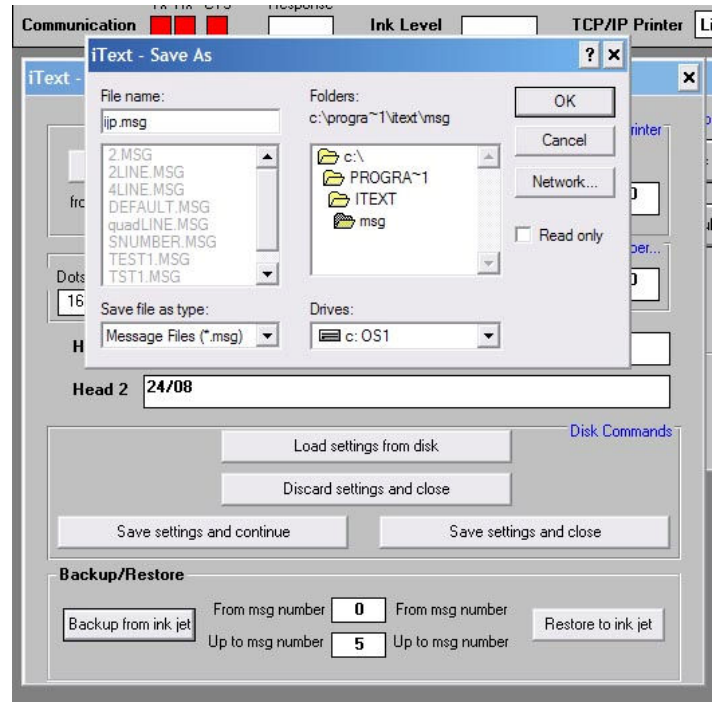 Communication
Ink Level
TCP/IP Printer
iText - Save As
iText -
File name:
ijp.msg
2.MSG
2LINE.MSG
4LINE.MSG
DEFAULT.MSG
quadLINE.MSG
SNUMBER.MSG
TEST1.MSG
TST1.MSG
Save file as type:
Message Files (*.msg)
Folders:
c:\progra~1\itext\msg
c:\
PROGRA~1
ITEXT
msg
Drives:
c: OS1
OK
Cancel
Network...
Read only
Dots
16
H
Head 2 24/08
Disk Commands
Load settings from disk
Discard settings and close
Save settings and continue Save settings and close
Backup/Restore
Backup from ink jet
From msg number 0 From msg number
Up to msg number 5 Up to msg number
Restore to ink jet